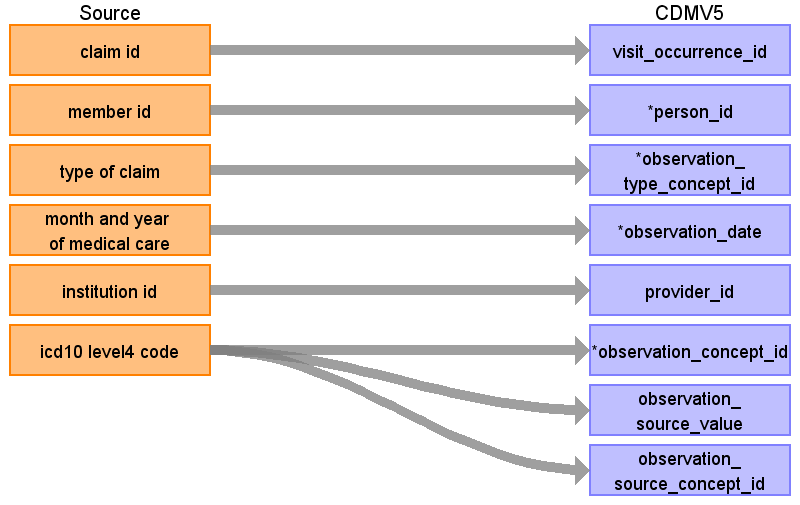 Source
CDMV5
claim id
visit_occurrence_id
member id
*person_id
type of claim
*observation_
type_concept_id
month and year
of medical care
*observation_date
institution id
provider_id
icd10 level4 code
*observation_concept_id
observation_
source_value
observation_
source_concept_id